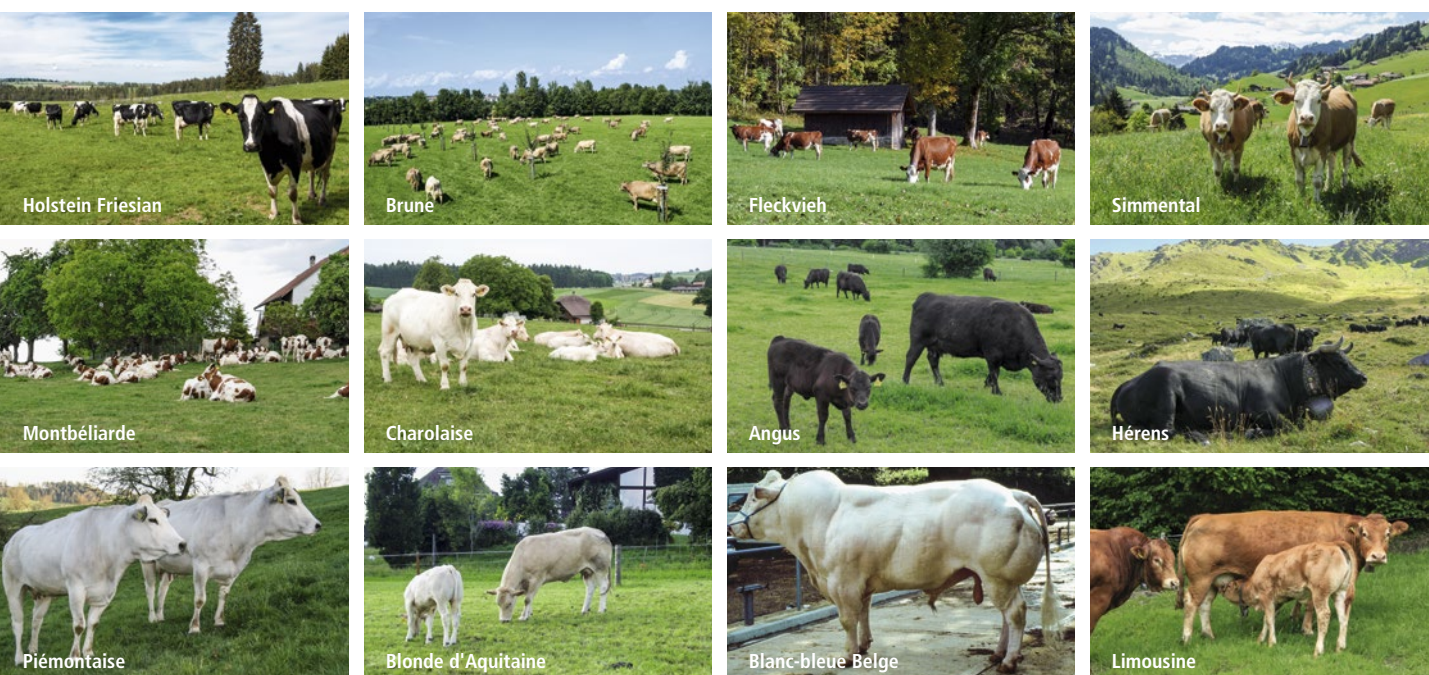 Holstein Friesian
Brune
Fleckvieh
Simmental
Montbéliarde
Charolaise
Angus
Hérens
Piémontaise
Blonde d'Aquitaine
Blanc-bleue Belge
Limousine